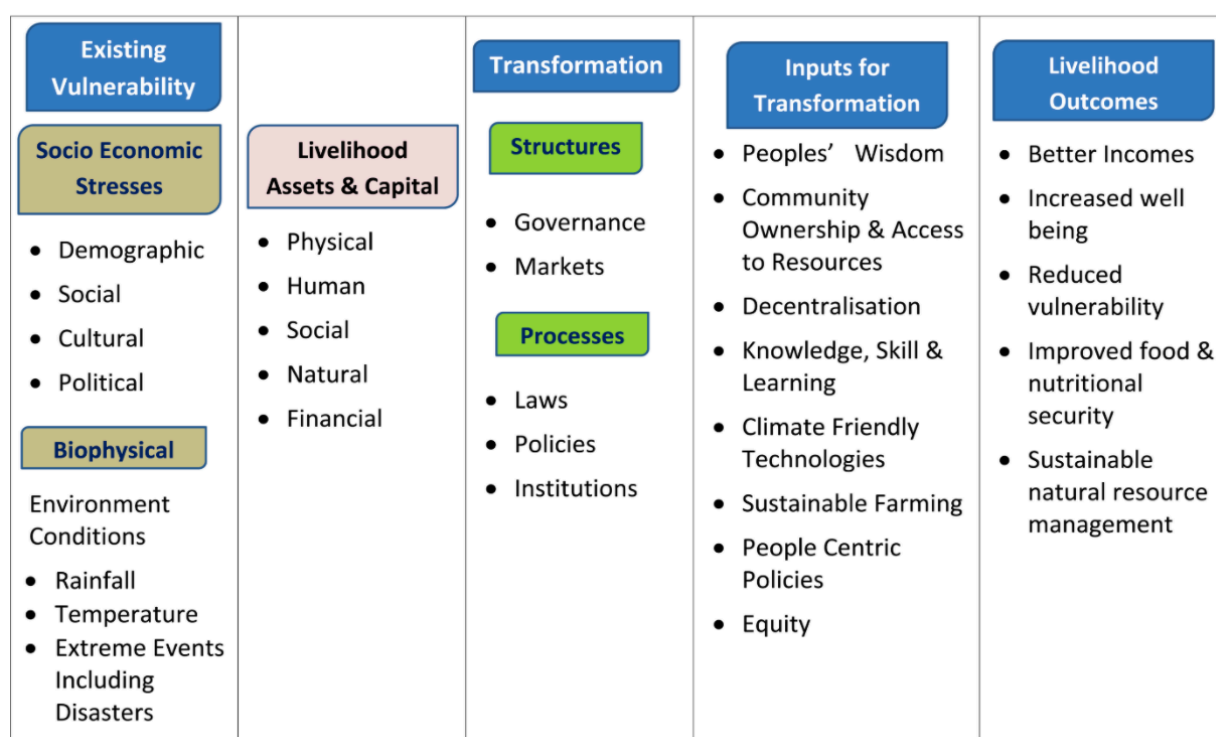 Existing
Vulnerability
Socio Economic
Stresses
• Demographic
• Social
• Cultural
• Political
Biophysical
Environment
Conditions
• Rainfall
• Temperature
• Extreme Events
Including
Disasters
Livelihood
Assets & Capital
• Physical
• Human
• Social
• Natural
• Financial
Transformation
Structures
• Governance
• Markets
Processes
• Laws
• Policies
• Institutions
Inputs for
Transformation
• Peoples’ Wisdom
• Community
Ownership & Access
to Resources
• Decentralisation
• Knowledge, Skill &
Learning
• Climate Friendly
Technologies
• Sustainable Farming
• People Centric
Policies
• Equity
Livelihood
Outcomes
• Better Incomes
• Increased well
being
• Reduced
vulnerability
• Improved food &
nutritional
security
• Sustainable
natural resource
management